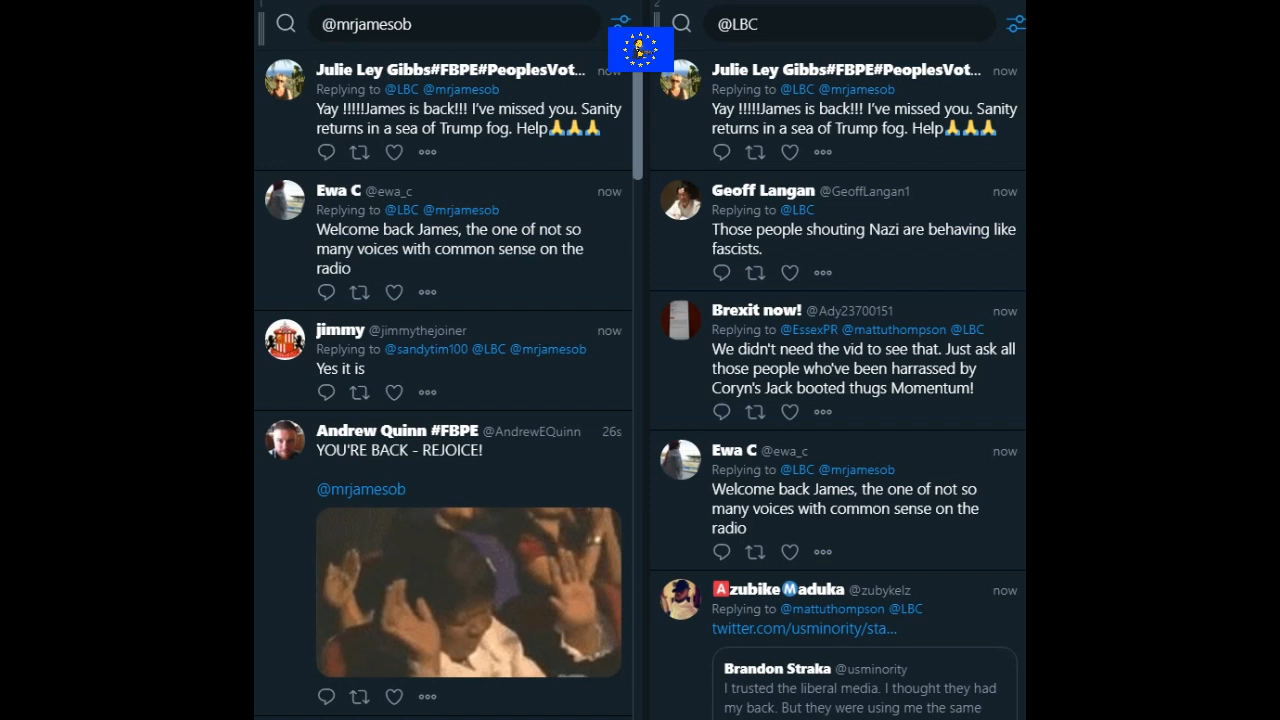 1
@mrjamesob
Julie Ley Gibbs#FBPE#PeoplesVot... now
Replying to @LBC @mrjamesob
Yay !!!!!James is back!!! I've missed you. Sanity
returns in a sea of Trump fog. Help🙏🙏🙏
Ewa C @ewa_c now
Replying to @LBC @mrjamesob
Welcome back James, the one of not so
many voices with common sense on the
radio
jimmy @jimmythejoiner now
Replying to @sandytim100 @LBC @mrjamesob
Yes it is
Andrew Quinn #FBPE @AndrewEQuinn 26s
YOU'RE BACK - REJOICE!
@mrjamesob
2
@LBC
Julie Ley Gibbs#FBPE#PeoplesVot... now
Replying to @LBC @mrjamesob
Yay !!!!!James is back!!! I've missed you. Sanity
returns in a sea of Trump fog. Help🙏🙏🙏
Geoff Langan @GeoffLangan1 now
Replying to @LBC
Those people shouting Nazi are behaving like
fascists.
Brexit now! @Ady23700151 now
Replying to @EssexPR @mattuthompson @LBC
We didn't need the vid to see that. Just ask all
those people who've been harrassed by
Coryn's Jack booted thugs Momentum!
Ewa C @ewa_c now
Replying to @LBC @mrjamesob
Welcome back James, the one of not so
many voices with common sense on the
radio
🅰zubikeⓂaduka @zubykelz now
Replying to @mattuthompson @LBC
twitter.com/usminority/sta...
Brandon Straka @usminority
I trusted the liberal media. I thought they had
my back. But they were using me the same